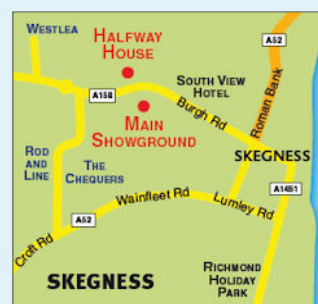 WESTLEA
HALFWAY
HOUSE
A52
A158
SOUTH VIEW
HOTEL
Roman Bank
Burgh Rd
MAIN
SHOWGROUND
SKEGNESS
ROD
AND
LINE
THE
CHEQUERS
A1451
Wainfleet Rd
Lumley Rd
A52
Croft Rd
RICHMOND
HOLIDAY
PARK
SKEGNESS